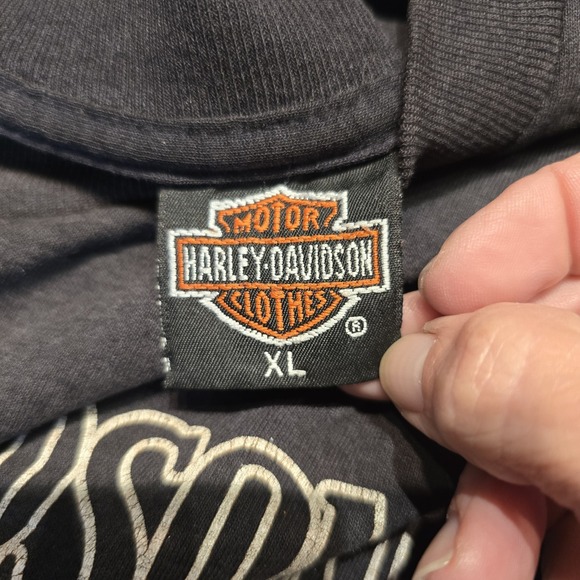 MOTOR
HARLEY-DAVIDSON
CLOTHES
®
XL